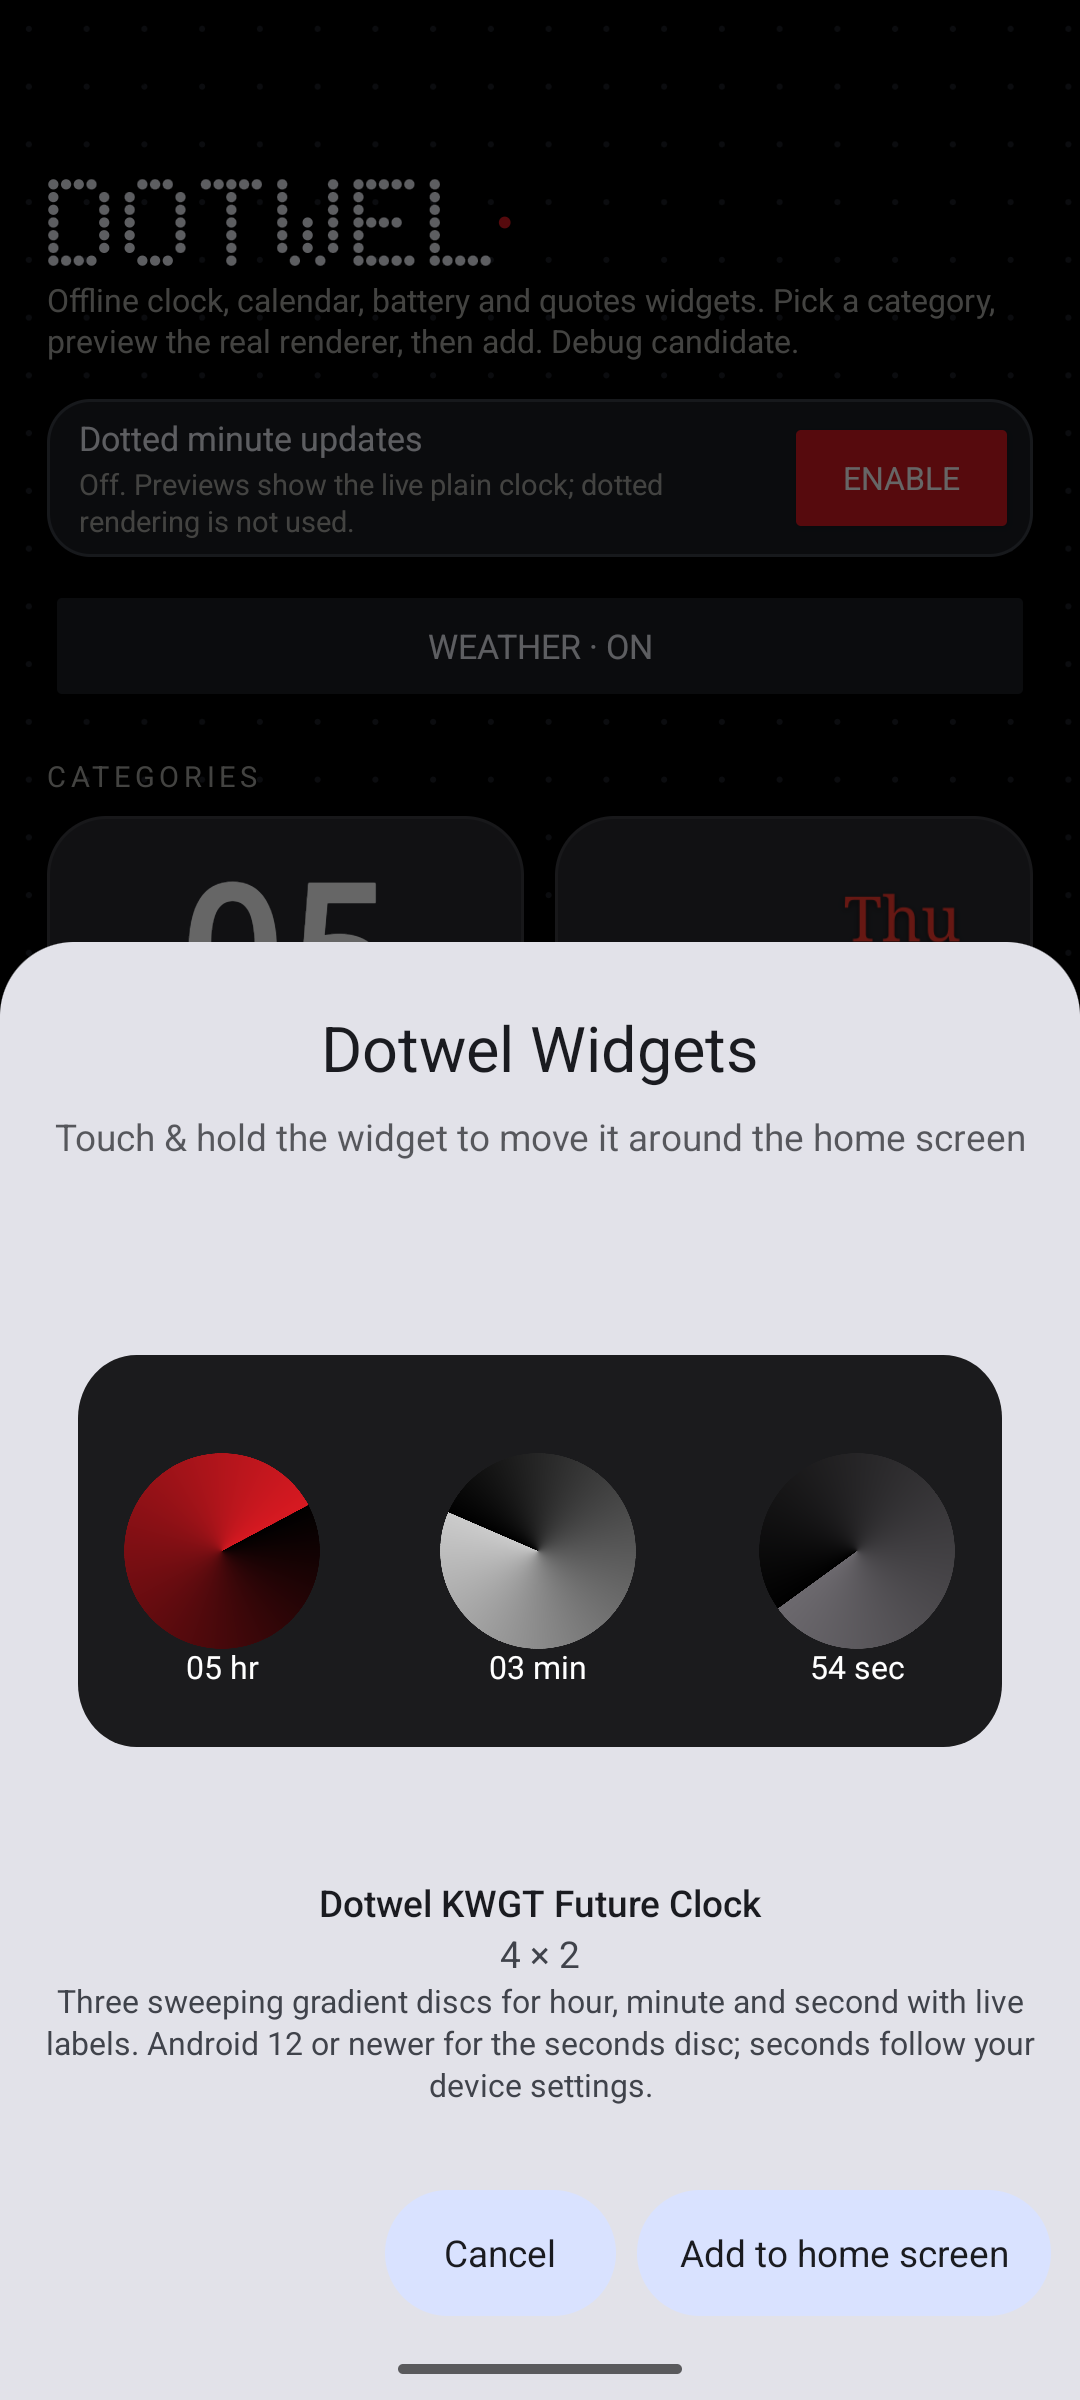 DOTWEL
Offline clock, calendar, battery and quotes widgets. Pick a category,
preview the real renderer, then add. Debug candidate.
Dotted minute updates
Off. Previews show the live plain clock; dotted
rendering is not used.
ENABLE
WEATHER · ON
CATEGORIES
05
Thu
Dotwel Widgets
Touch & hold the widget to move it around the home screen
05 hr
03 min
54 sec
Dotwel KWGT Future Clock
4 × 2
Three sweeping gradient discs for hour, minute and second with live
labels. Android 12 or newer for the seconds disc; seconds follow your
device settings.
Cancel
Add to home screen